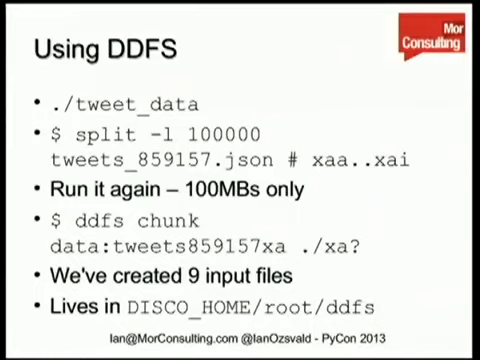 Mor
Consulting
Using DDFS
• ./tweet_data
• $ split -l 100000
tweets_859157.json # xaa..xai
• Run it again – 100MBs only
• $ ddfs chunk
data:tweets859157xa ./xa?
• We've created 9 input files
• Lives in DISCO_HOME/root/ddfs
Ian@MorConsulting.com @IanOzsvald - PyCon 2013